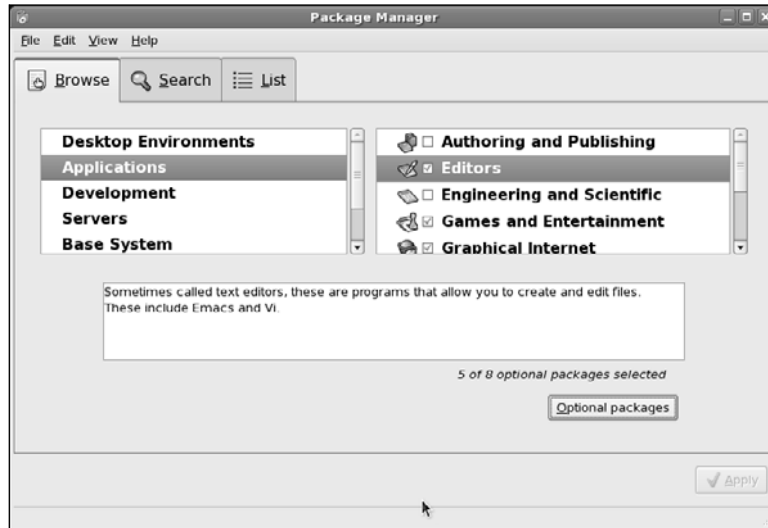 Package Manager
File Edit View Help
Browse Search List
Desktop Environments
Applications
Development
Servers
Base System
Authoring and Publishing
Editors
Engineering and Scientific
Games and Entertainment
Graphical Internet
Sometimes called text editors, these are programs that allow you to create and edit files.
These include Emacs and Vi.
5 of 8 optional packages selected
Optional packages
Apply